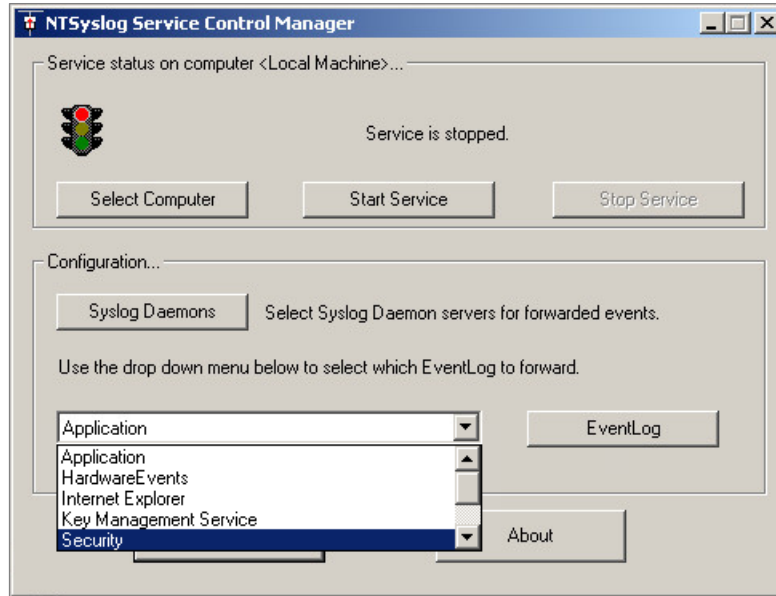 NTSyslog Service Control Manager
Service status on computer <Local Machine>...
Service is stopped.
Select Computer Start Service Stop Service
Configuration...
Syslog Daemons Select Syslog Daemon servers for forwarded events.
Use the drop down menu below to select which EventLog to forward.
Application EventLog
Application
HardwareEvents
Internet Explorer
Key Management Service
Security
About